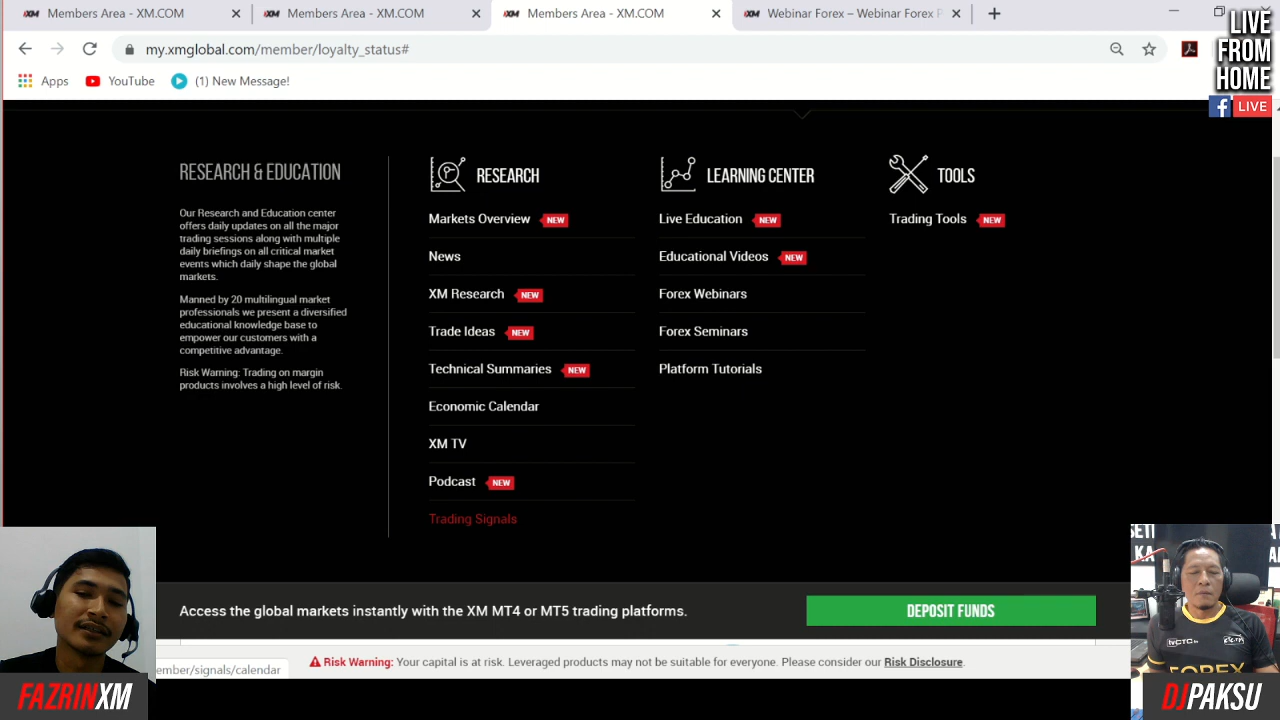 Members Area - XM.COM
Members Area - XM.COM
Members Area - XM.COM
Webinar Forex – Webinar Forex P
my.xmglobal.com/member/loyalty_status#
Apps
YouTube
(1) New Message!
LIVE
FROM
HOME
f LIVE
RESEARCH & EDUCATION
Our Research and Education center
offers daily updates on all the major
trading sessions along with multiple
daily briefings on all critical market
events which daily shape the global
markets.
Manned by 20 multilingual market
professionals we present a diversified
educational knowledge base to
empower our customers with a
competitive advantage.
Risk Warning: Trading on margin
products involves a high level of risk.
RESEARCH
Markets Overview NEW
News
XM Research NEW
Trade Ideas NEW
Technical Summaries NEW
Economic Calendar
XM TV
Podcast NEW
Trading Signals
LEARNING CENTER
Live Education NEW
Educational Videos NEW
Forex Webinars
Forex Seminars
Platform Tutorials
TOOLS
Trading Tools NEW
Access the global markets instantly with the XM MT4 or MT5 trading platforms.
DEPOSIT FUNDS
Risk Warning: Your capital is at risk. Leveraged products may not be suitable for everyone. Please consider our Risk Disclosure.
ember/signals/calendar
FAZRINXM
FOREX
DJPAKSU